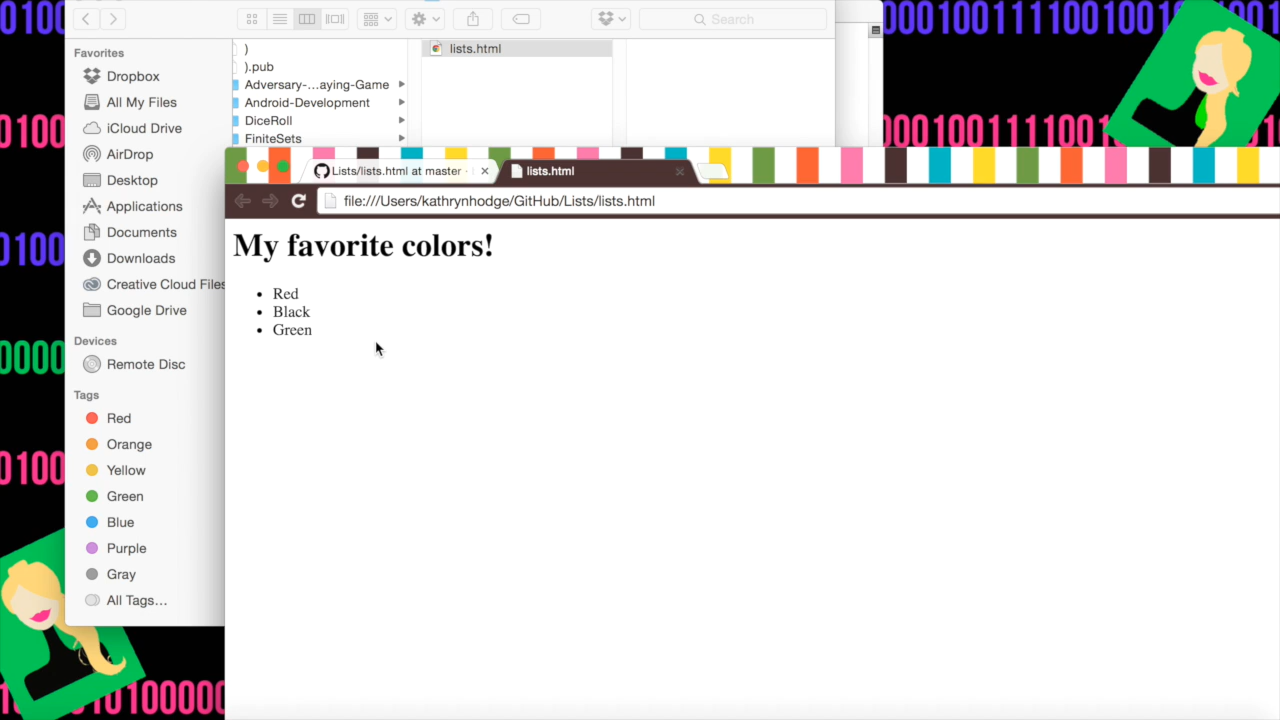 Search
Favorites
Dropbox
All My Files
iCloud Drive
AirDrop
Desktop
Applications
Documents
Downloads
Creative Cloud Files
Google Drive
Devices
Remote Disc
Tags
Red
Orange
Yellow
Green
Blue
Purple
Gray
All Tags...
)
).pub
Adversary-...aying-Game
Android-Development
DiceRoll
FiniteSets
lists.html
Lists/lists.html at master ·
lists.html
file:///Users/kathrynhodge/GitHub/Lists/lists.html
My favorite colors!
• Red
• Black
• Green